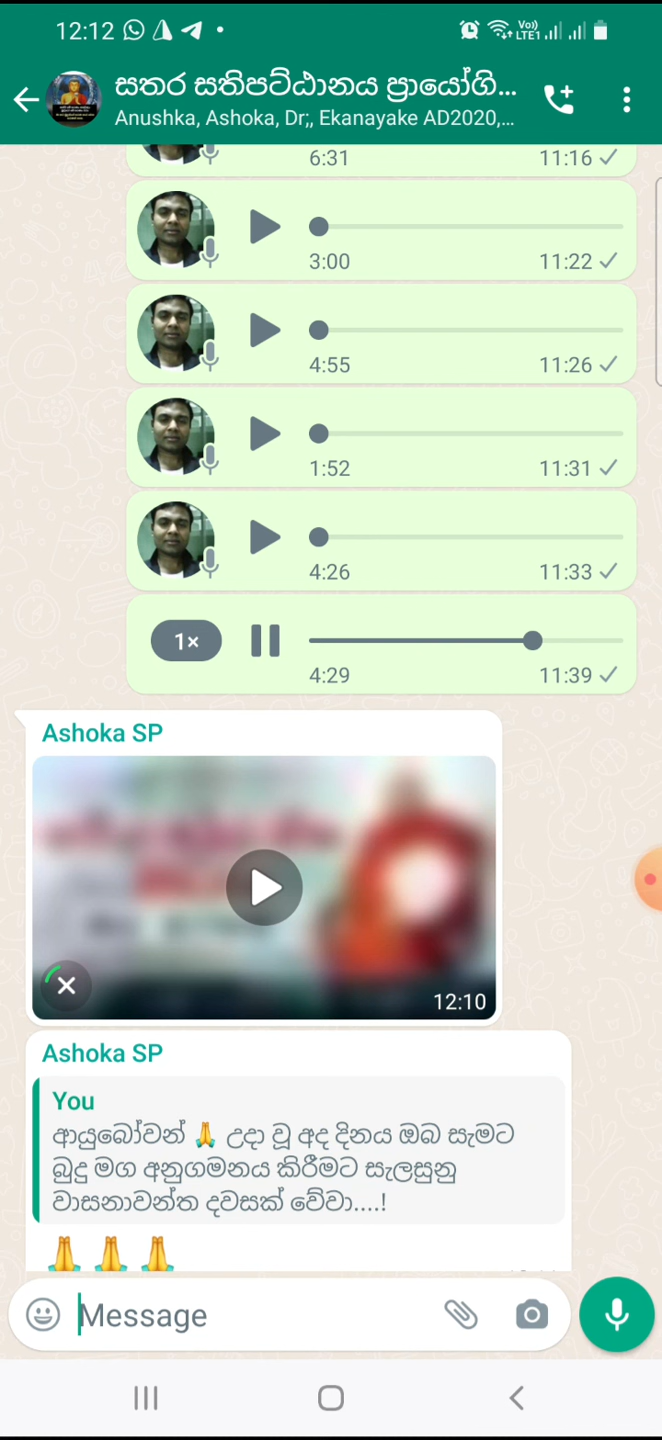 12:12
Vo)) LTE1
සතර සතිපට්ඨානය ප්‍රායෝගි...
Anushka, Ashoka, Dr;, Ekanayake AD2020,...
6:31 11:16
3:00 11:22
4:55 11:26
1:52 11:31
4:26 11:33
1×
4:29 11:39
Ashoka SP
12:10
Ashoka SP
You
ආයුබෝවන් 🙏 උදා වූ අද දිනය ඔබ සැමට
බුදු මග අනුගමනය කිරීමට සැලසුනු
වාසනාවන්ත දවසක් වේවා....!
🙏 🙏 🙏
Message